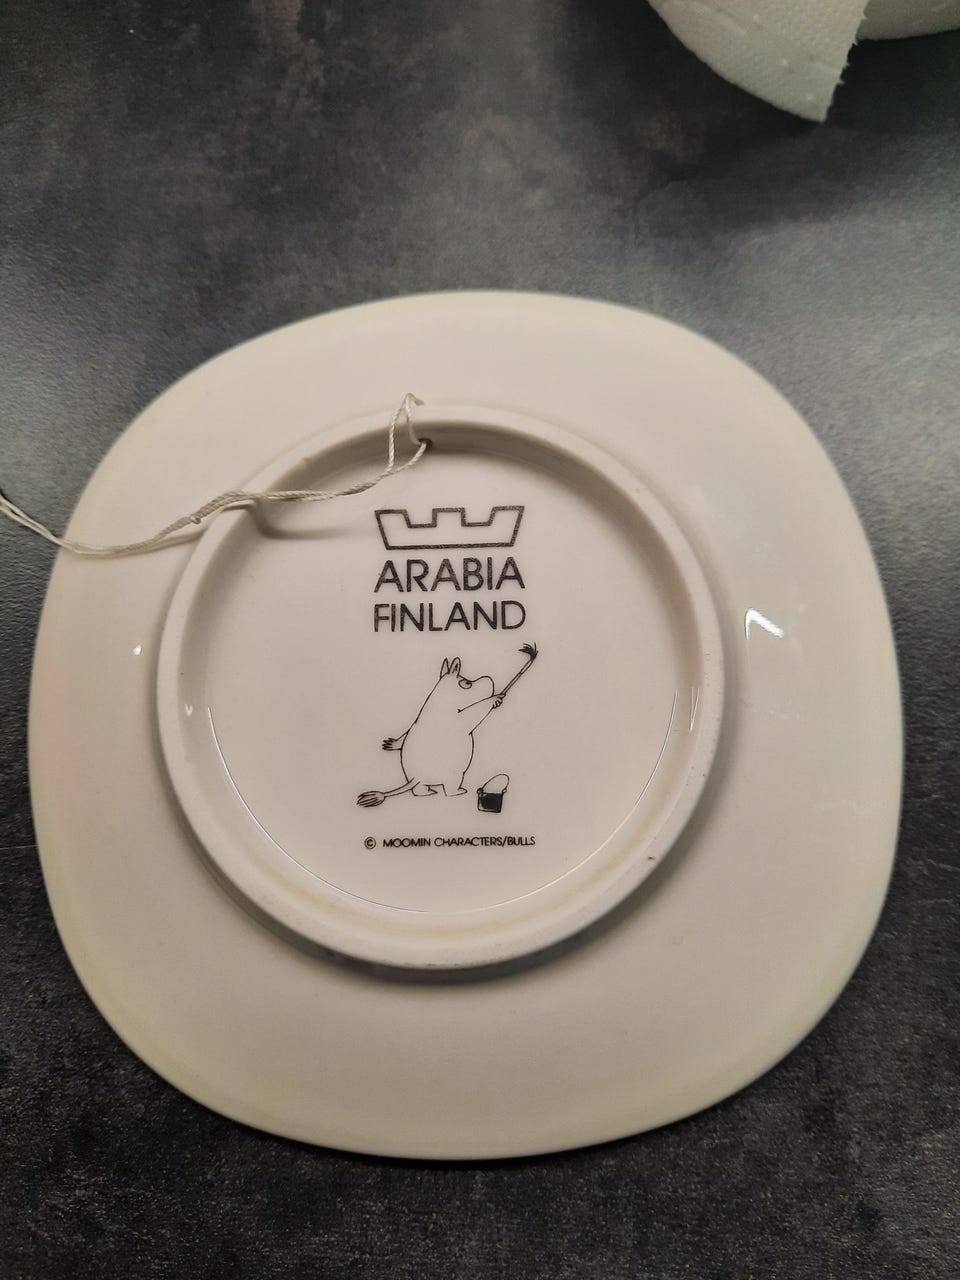 ARABIA
FINLAND
© MOOMIN CHARACTERS/BULLS